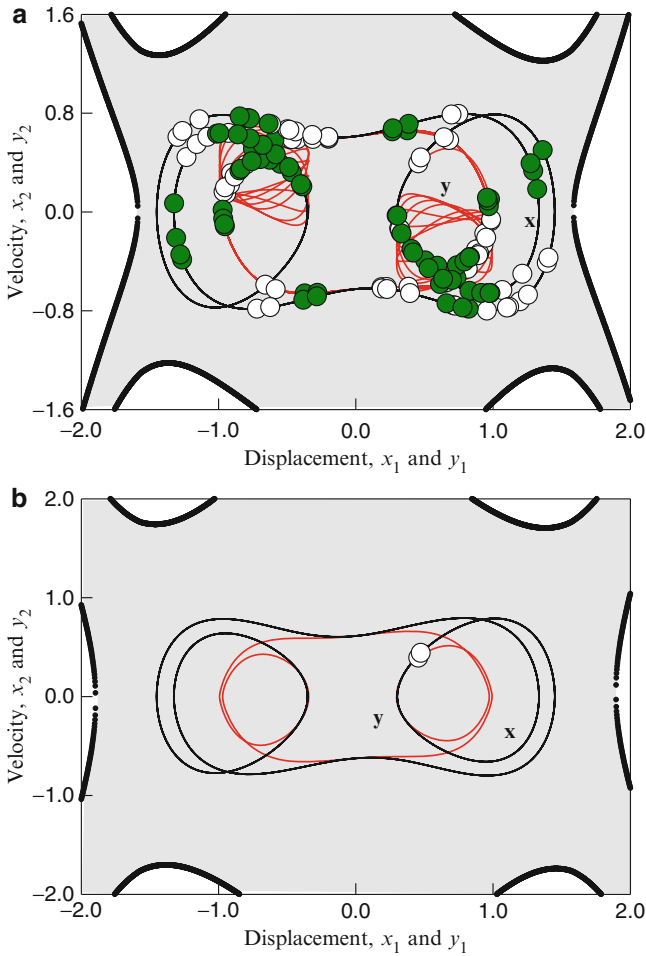 a
1.6
0.8
0.0
−0.8
−1.6
Velocity, x₂ and y₂
y
x
−2.0 −1.0 0.0 1.0 2.0
Displacement, x₁ and y₁
b
2.0
1.0
0.0
−1.0
−2.0
Velocity, x₂ and y₂
y
x
−2.0 −1.0 0.0 1.0 2.0
Displacement, x₁ and y₁